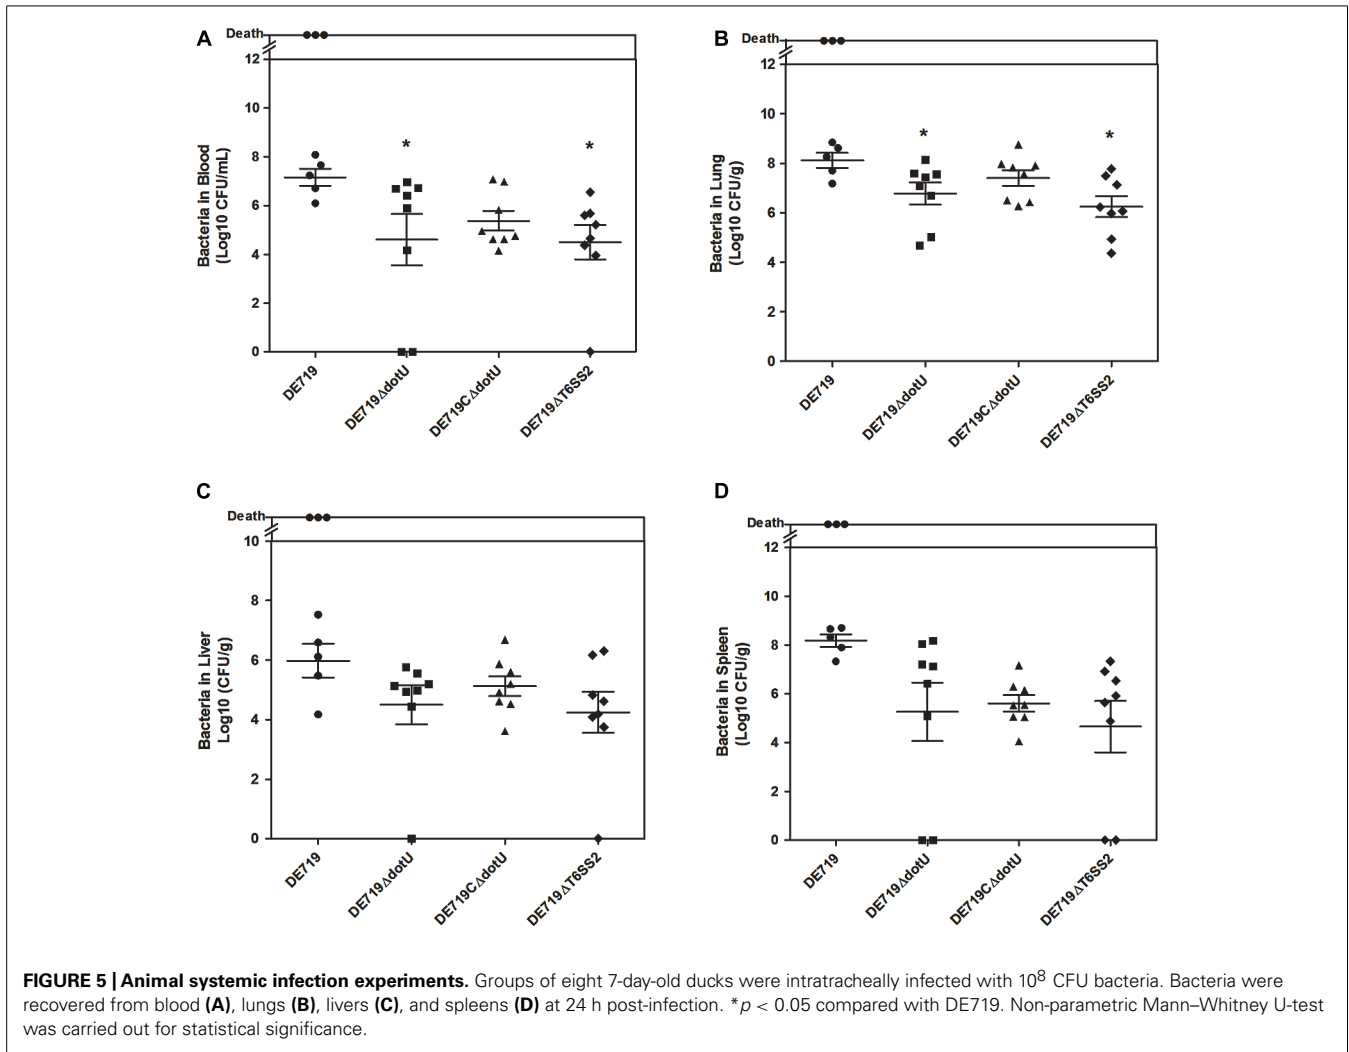 A
Death
12
10
8
6
4
2
0
Bacteria in Blood
(Log10 CFU/mL)
*
*
DE719
DE719ΔdotU
DE719CΔdotU
DE719ΔT6SS2
B
Death
12
10
8
6
4
2
0
Bacteria in Lung
(Log10 CFU/g)
*
*
DE719
DE719ΔdotU
DE719CΔdotU
DE719ΔT6SS2
C
Death
10
8
6
4
2
0
Bacteria in Liver
Log10 (CFU/g)
DE719
DE719ΔdotU
DE719CΔdotU
DE719ΔT6SS2
D
Death
12
10
8
6
4
2
0
Bacteria in Spleen
(Log10 CFU/g)
DE719
DE719ΔdotU
DE719CΔdotU
DE719ΔT6SS2
FIGURE 5 | Animal systemic infection experiments. Groups of eight 7-day-old ducks were intratracheally infected with 10⁸ CFU bacteria. Bacteria were
recovered from blood (A), lungs (B), livers (C), and spleens (D) at 24 h post-infection. *p < 0.05 compared with DE719. Non-parametric Mann–Whitney U-test
was carried out for statistical significance.